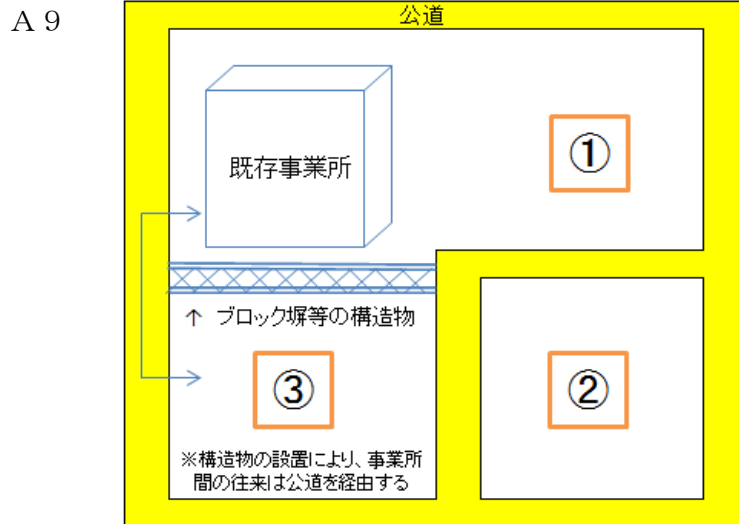 A 9
公道
既存事業所
①
↑ ブロック塀等の構造物
③
②
※構造物の設置により、事業所
間の往来は公道を経由する